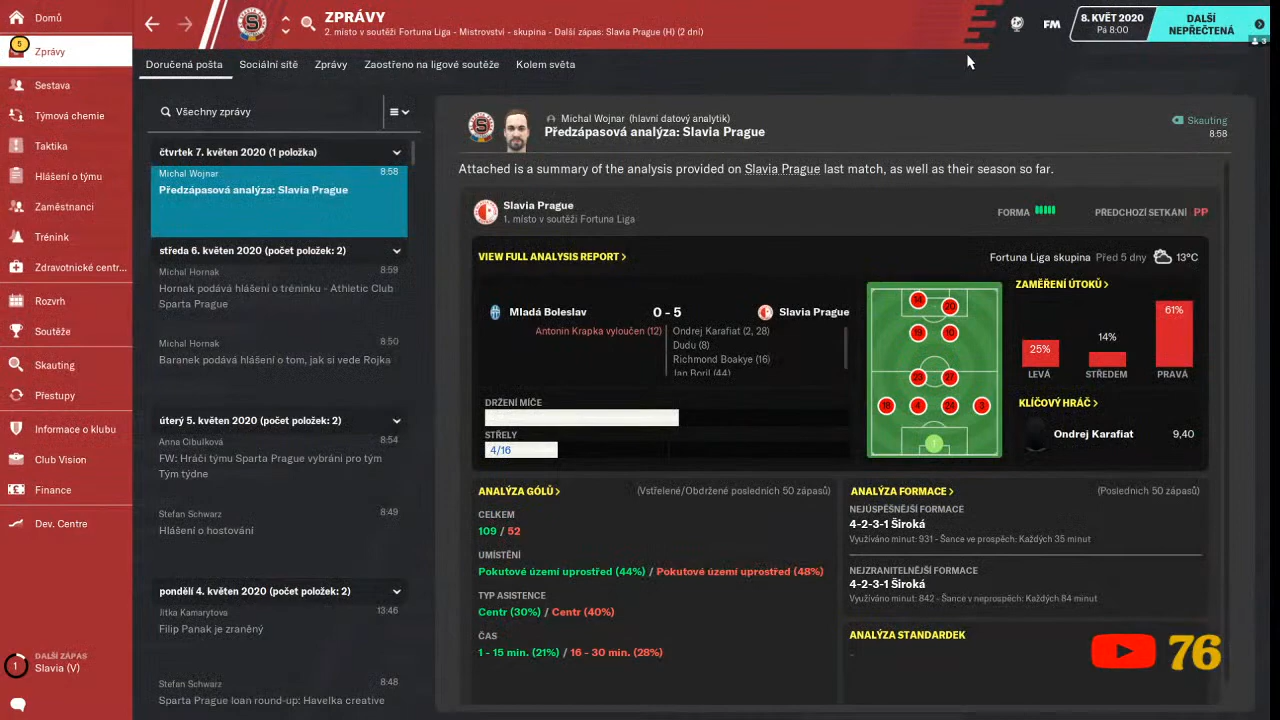 Domů
5
Zprávy
Sestava
Týmová chemie
Taktika
Hlášení o týmu
Zaměstnanci
Trénink
Zdravotnické centr...
Rozvrh
Soutěže
Skauting
Přestupy
Informace o klubu
Club Vision
Finance
Dev. Centre
1
DALŠÍ ZÁPAS
Slavia (V)
ZPRÁVY
2. místo v soutěži Fortuna Liga - Mistrovství - skupina - Další zápas: Slavia Prague (H) (2 dní)
FM
8. KVĚT 2020
Pá 8:00
DALŠÍ
NEPŘEČTENÁ
3
Doručená pošta
Sociální sítě
Zprávy
Zaostřeno na ligové soutěže
Kolem světa
Všechny zprávy
čtvrtek 7. květen 2020 (1 položka)
Michal Wojnar 8:58
Předzápasová analýza: Slavia Prague
středa 6. květen 2020 (počet položek: 2)
Michal Hornak 8:59
Hornak podává hlášení o tréninku - Athletic Club
Sparta Prague
Michal Hornak 8:50
Baranek podává hlášení o tom, jak si vede Rojka
úterý 5. květen 2020 (počet položek: 2)
Anna Cibulková 8:54
FW: Hráči týmu Sparta Prague vybráni pro tým
Tým týdne
Stefan Schwarz 8:49
Hlášení o hostování
pondělí 4. květen 2020 (počet položek: 2)
Jitka Kamarytova 13:46
Filip Panak je zraněný
Stefan Schwarz 8:48
Sparta Prague loan round-up: Havelka creative
Michal Wojnar (hlavní datový analytik)
Předzápasová analýza: Slavia Prague
Skauting
8:58
Attached is a summary of the analysis provided on Slavia Prague last match, as well as their season so far.
Slavia Prague
1. místo v soutěži Fortuna Liga
FORMA
PŘEDCHOZÍ SETKÁNÍ PP
VIEW FULL ANALYSIS REPORT >
Fortuna Liga skupina Před 5 dny 13°C
Mladá Boleslav 0 - 5 Slavia Prague
Antonin Krapka vyloučen (12)
Ondrej Karafiat (2, 28)
Dudu (8)
Richmond Boakye (16)
Jan Boril (44)
DRŽENÍ MÍČE
STŘELY
4/16
14 20
19 10
23 27
18 4 24 3
1
ZAMĚŘENÍ ÚTOKŮ >
25% 14% 61%
LEVÁ STŘEDEM PRAVÁ
KLÍČOVÝ HRÁČ >
Ondrej Karafiat 9,40
ANALÝZA GÓLŮ > (Vstřelené/Obdržené posledních 50 zápasů)
CELKEM
109 / 52
UMÍSTĚNÍ
Pokutové území uprostřed (44%) / Pokutové území uprostřed (48%)
TYP ASISTENCE
Centr (30%) / Centr (40%)
ČAS
1 - 15 min. (21%) / 16 - 30 min. (28%)
ANALÝZA FORMACE > (Posledních 50 zápasů)
NEJÚSPĚŠNĚJŠÍ FORMACE
4-2-3-1 Široká
Využíváno minut: 931 - Šance ve prospěch: Každých 35 minut
NEJZRANITELNĚJŠÍ FORMACE
4-2-3-1 Široká
Využíváno minut: 842 - Šance v neprospěch: Každých 84 minut
ANALÝZA STANDARDEK
-
76